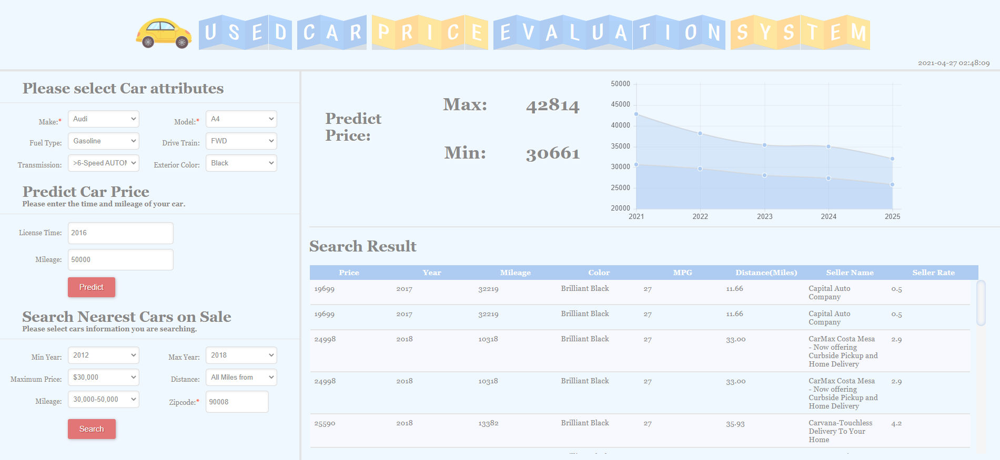 USED CAR PRICE EVALUATION SYSTEM
2021-04-27 02:48:09
Please select Car attributes
Make:* Audi Model:* A4
Fuel Type: Gasoline Drive Train: FWD
Transmission: >6-Speed AUTOM Exterior Color: Black
Predict Car Price
Please enter the time and mileage of your car.
License Time: 2016
Mileage: 50000
Predict
Search Nearest Cars on Sale
Please select cars information you are searching.
Min Year: 2012 Max Year: 2018
Maximum Price: $30,000 Distance: All Miles from
Mileage: 30,000-50,000 Zipcode:* 90008
Search
Predict
Price:
Max: 42814
Min: 30661
50000
45000
40000
35000
30000
25000
20000
2021 2022 2023 2024 2025
Search Result
Price Year Mileage Color MPG Distance(Miles) Seller Name Seller Rate
19699 2017 32219 Brilliant Black 27 11.66 Capital Auto 0.5
Company
19699 2017 32219 Brilliant Black 27 11.66 Capital Auto 0.5
Company
24998 2018 10318 Brilliant Black 27 33.00 CarMax Costa Mesa 2.9
- Now offering
Curbside Pickup and
Home Delivery
24998 2018 10318 Brilliant Black 27 33.00 CarMax Costa Mesa 2.9
- Now offering
Curbside Pickup and
Home Delivery
25590 2018 13382 Brilliant Black 27 35.93 Carvana-Touchless 4.2
Delivery To Your
Home